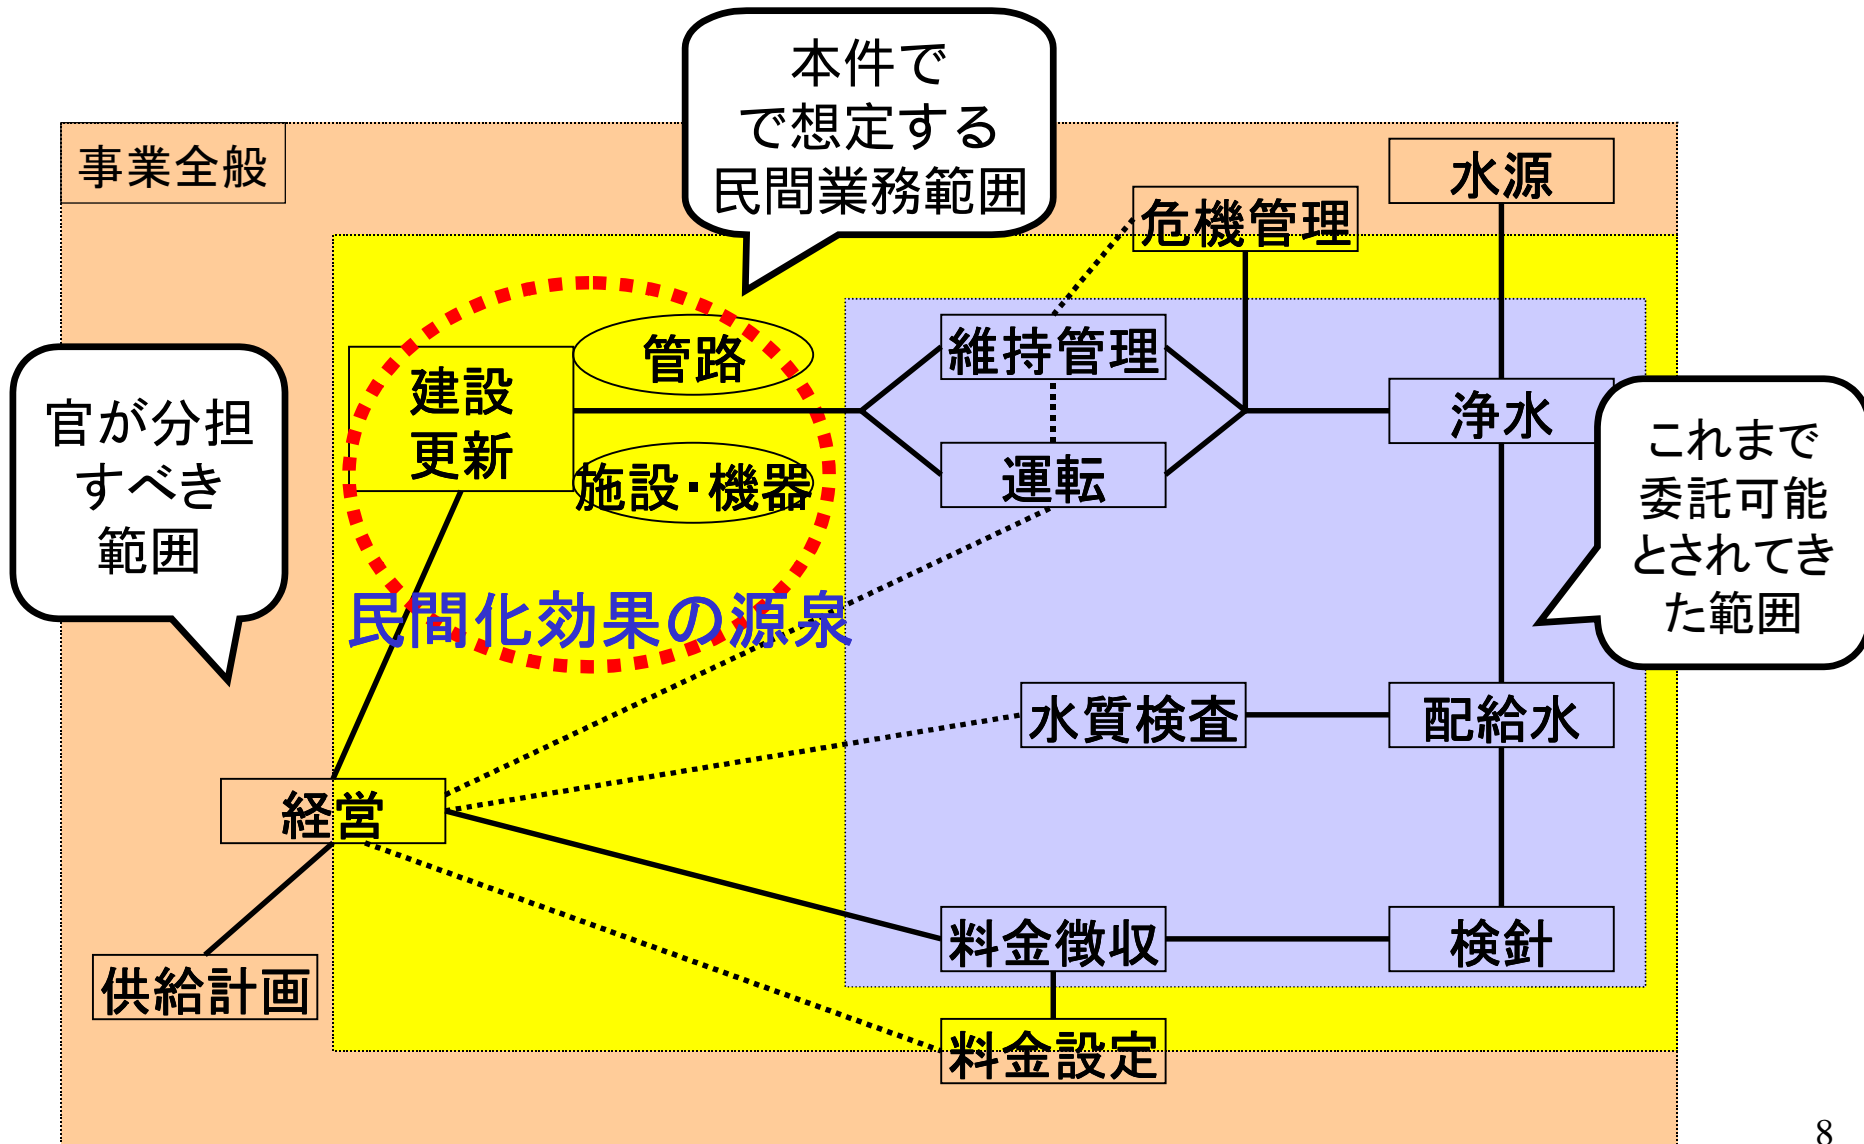 本件で
で想定する
民間業務範囲
事業全般
水源
危機管理
官が分担
すべき
範囲
建設
更新
管路
施設・機器
維持管理
運転
浄水
これまで
委託可能
とされてき
た範囲
民間化効果の源泉
水質検査
配給水
経営
料金徴収
検針
供給計画
料金設定
8